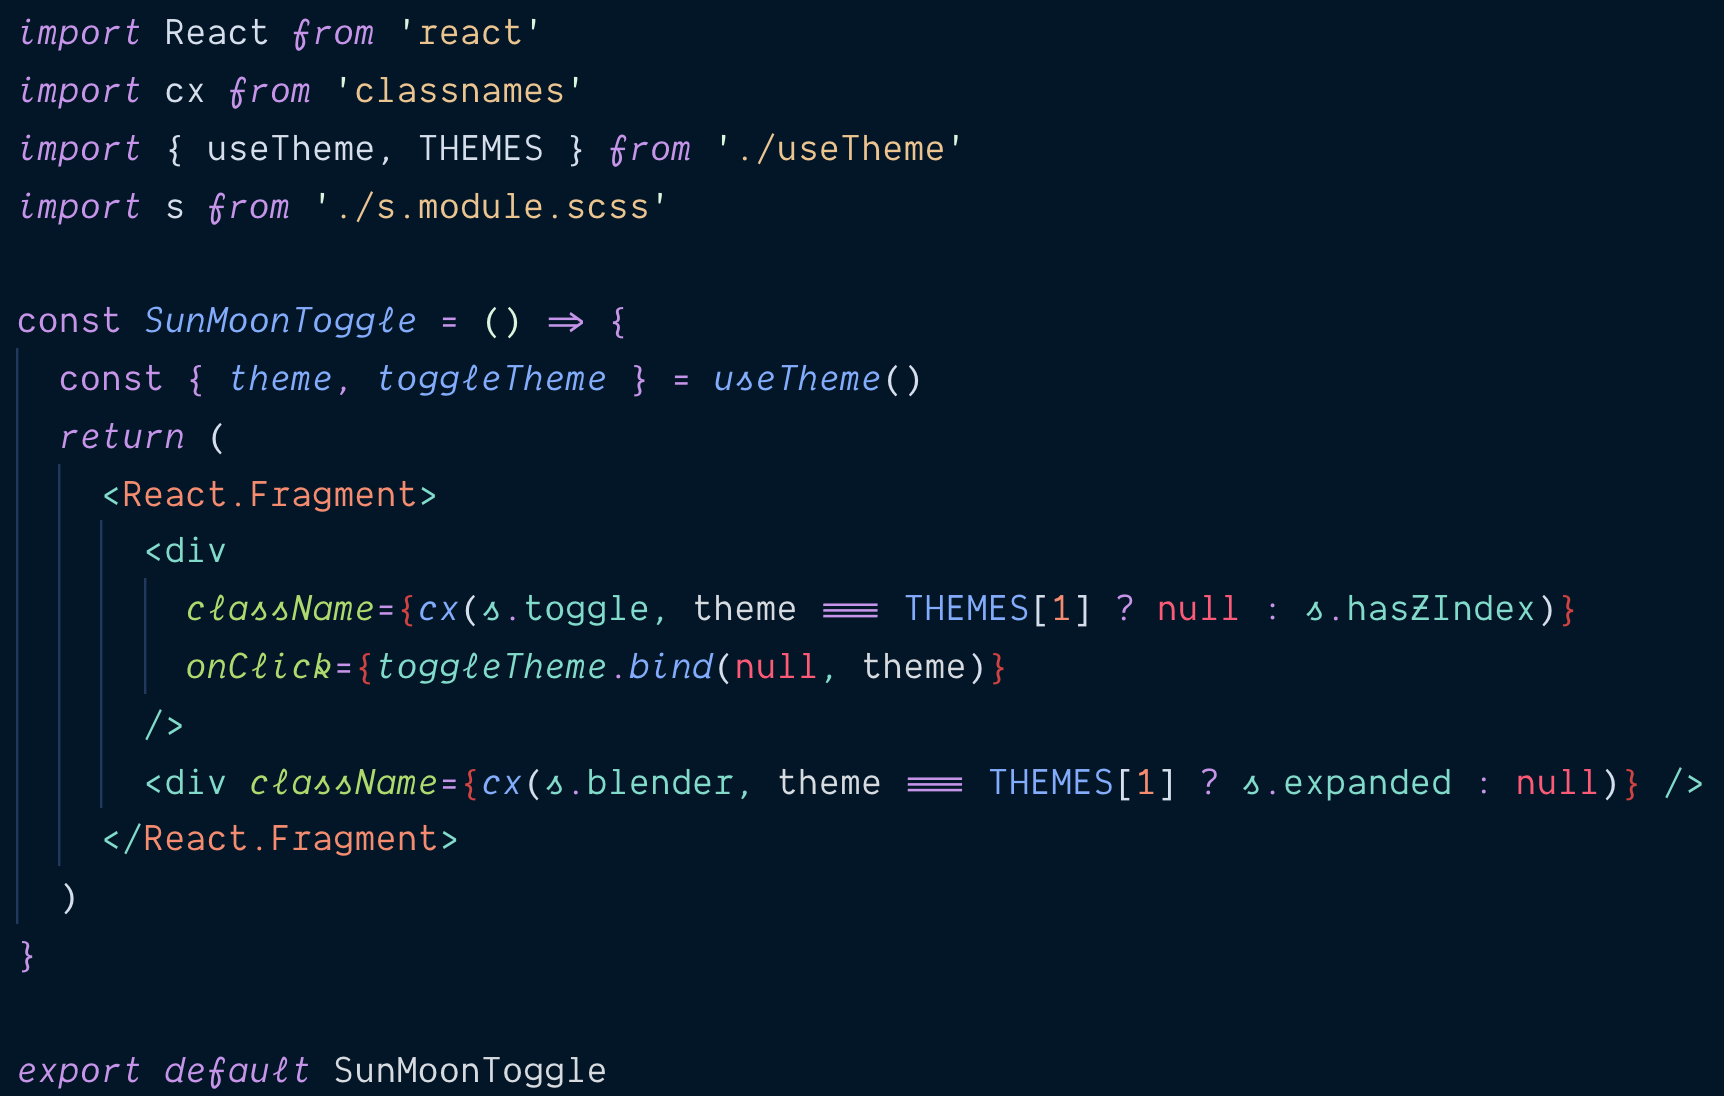 import React from 'react'
import cx from 'classnames'
import { useTheme, THEMES } from './useTheme'
import s from './s.module.scss'

const SunMoonToggle = () => {
  const { theme, toggleTheme } = useTheme()
  return (
    <React.Fragment>
      <div
        className={cx(s.toggle, theme === THEMES[1] ? null : s.hasZIndex)}
        onClick={toggleTheme.bind(null, theme)}
      />
      <div className={cx(s.blender, theme === THEMES[1] ? s.expanded : null)} />
    </React.Fragment>
  )
}

export default SunMoonToggle